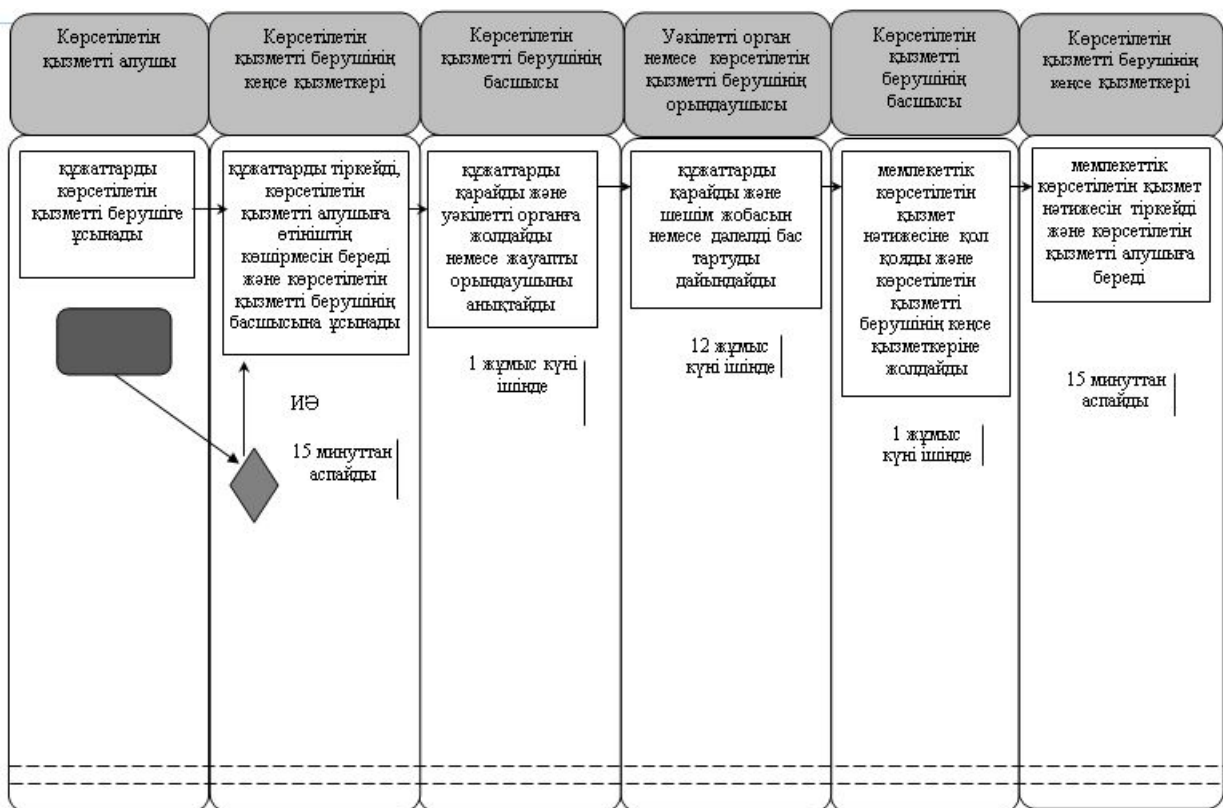 Көрсетілетін
қызметті алушы
Көрсетілетін
қызметті берушінің
кеңсе қызметкері
Көрсетілетін
қызметті берушінің
басшысы
Уәкілетті орган
немесе көрсетілетін
қызметті берушінің
орындаушысы
Көрсетілетін
қызметті
берушінің
басшысы
Көрсетілетін
қызметті берушінің
кеңсе қызметкері
құжаттарды
көрсетілетін
қызметті берушіге
ұсынады
құжаттарды тіркейді,
көрсетілетін
қызметті алушыға
өтініштің
көшірмесін береді
және көрсетілетін
қызметті берушінің
басшысына ұсынады
құжаттарды
қарайды және
уәкілетті органға
жолдайды
немесе жауапты
орындаушыны
анықтайды
құжаттарды
қарайды және
шешім жобасын
немесе дәлелді бас
тартуды
дайындайды
мемлекеттік
көрсетілетін
қызмет
нәтижесіне қол
қояды және
көрсетілетін
қызметті
берушінің кеңсе
қызметкеріне
жолдайды
мемлекеттік
көрсетілетін қызмет
нәтижесін тіркейді
және көрсетілетін
қызметті алушыға
береді
ИӘ
15 минуттан
аспайды
1 жұмыс күні
ішінде
12 жұмыс
күні ішінде
1 жұмыс
күні ішінде
15 минуттан
аспайды